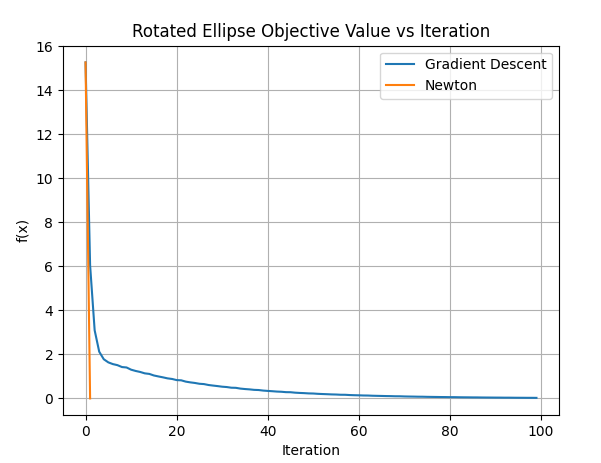 Rotated Ellipse Objective Value vs Iteration
Gradient Descent
Newton
16
14
12
10
8
6
4
2
0
f(x)
0 20 40 60 80 100
Iteration